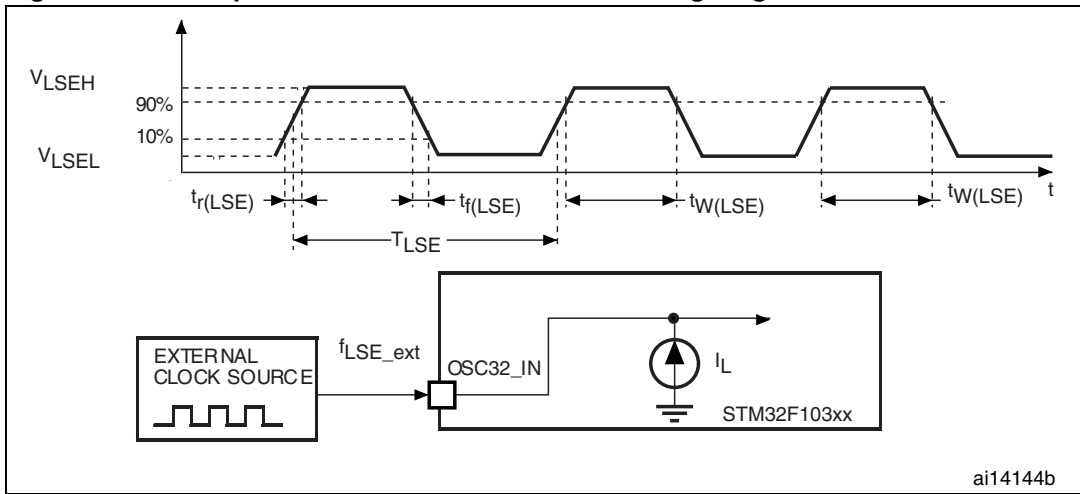 VLSEH
90%
10%
VLSEL
tr(LSE)
tf(LSE)
tW(LSE)
tW(LSE)
t
TLSE
EXTERNAL
CLOCK SOURCE
fLSE_ext
OSC32_IN
IL
STM32F103xx
ai14144b